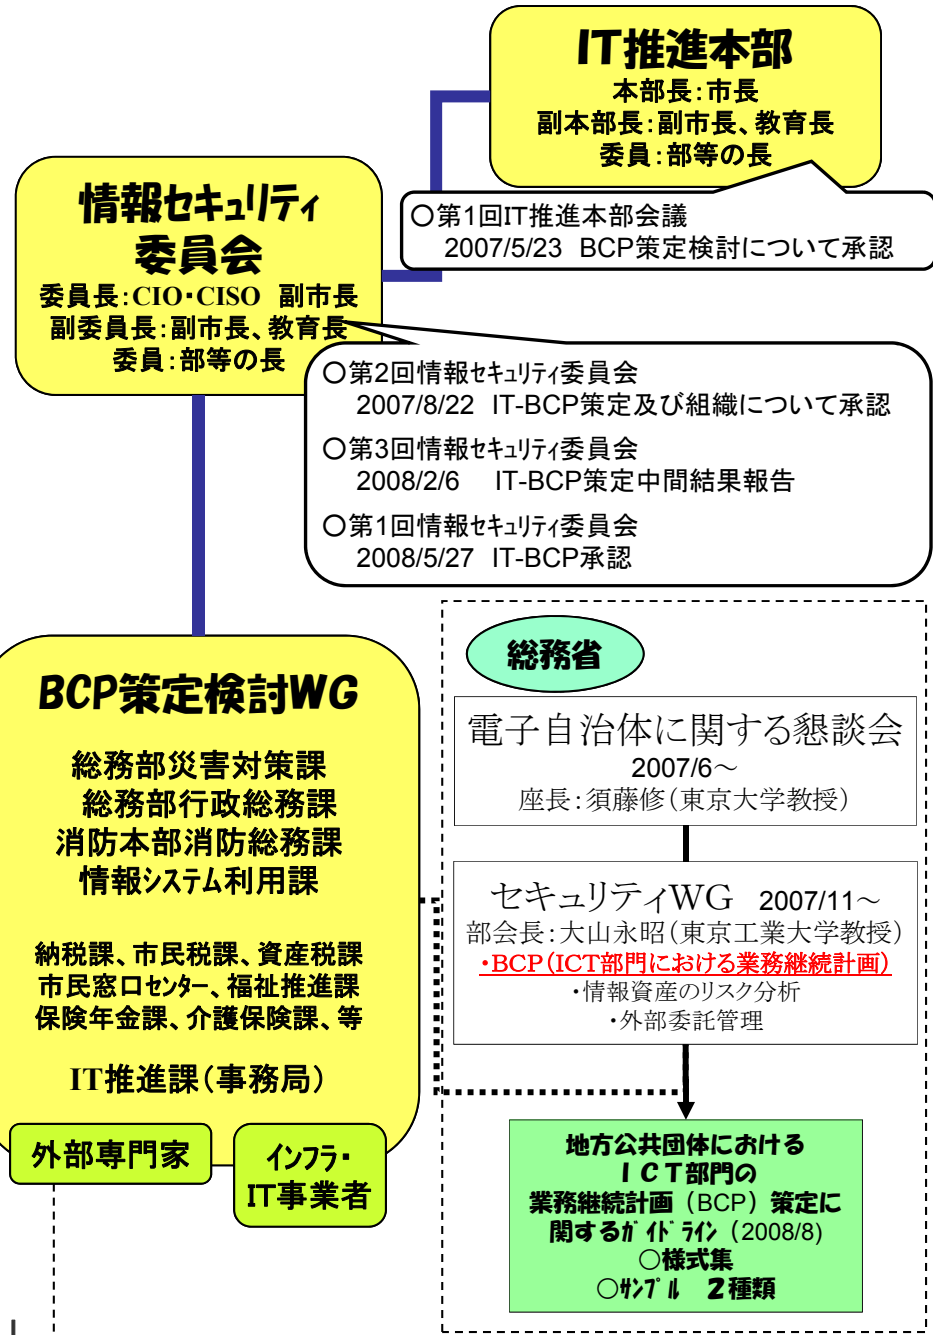 IT推進本部
本部長:市長
副本部長:副市長、教育長
委員:部等の長
○第1回IT推進本部会議
2007/5/23 BCP策定検討について承認
情報セキュリティ
委員会
委員長:CIO・CISO 副市長
副委員長:副市長、教育長
委員:部等の長
○第2回情報セキュリティ委員会
2007/8/22 IT-BCP策定及び組織について承認
○第3回情報セキュリティ委員会
2008/2/6 IT-BCP策定中間結果報告
○第1回情報セキュリティ委員会
2008/5/27 IT-BCP承認
BCP策定検討WG
総務部災害対策課
総務部行政総務課
消防本部消防総務課
情報システム利用課
納税課、市民税課、資産税課
市民窓口センター、福祉推進課
保険年金課、介護保険課、等
IT推進課(事務局)
外部専門家
インフラ・
IT事業者
総務省
電子自治体に関する懇談会
2007/6～
座長:須藤修(東京大学教授)
セキュリティWG 2007/11～
部会長:大山永昭(東京工業大学教授)
・BCP(ICT部門における業務継続計画)
・情報資産のリスク分析
・外部委託管理
地方公共団体における
ICT部門の
業務継続計画(BCP)策定に
関するガイドライン(2008/8)
○様式集
○サンプル 2種類